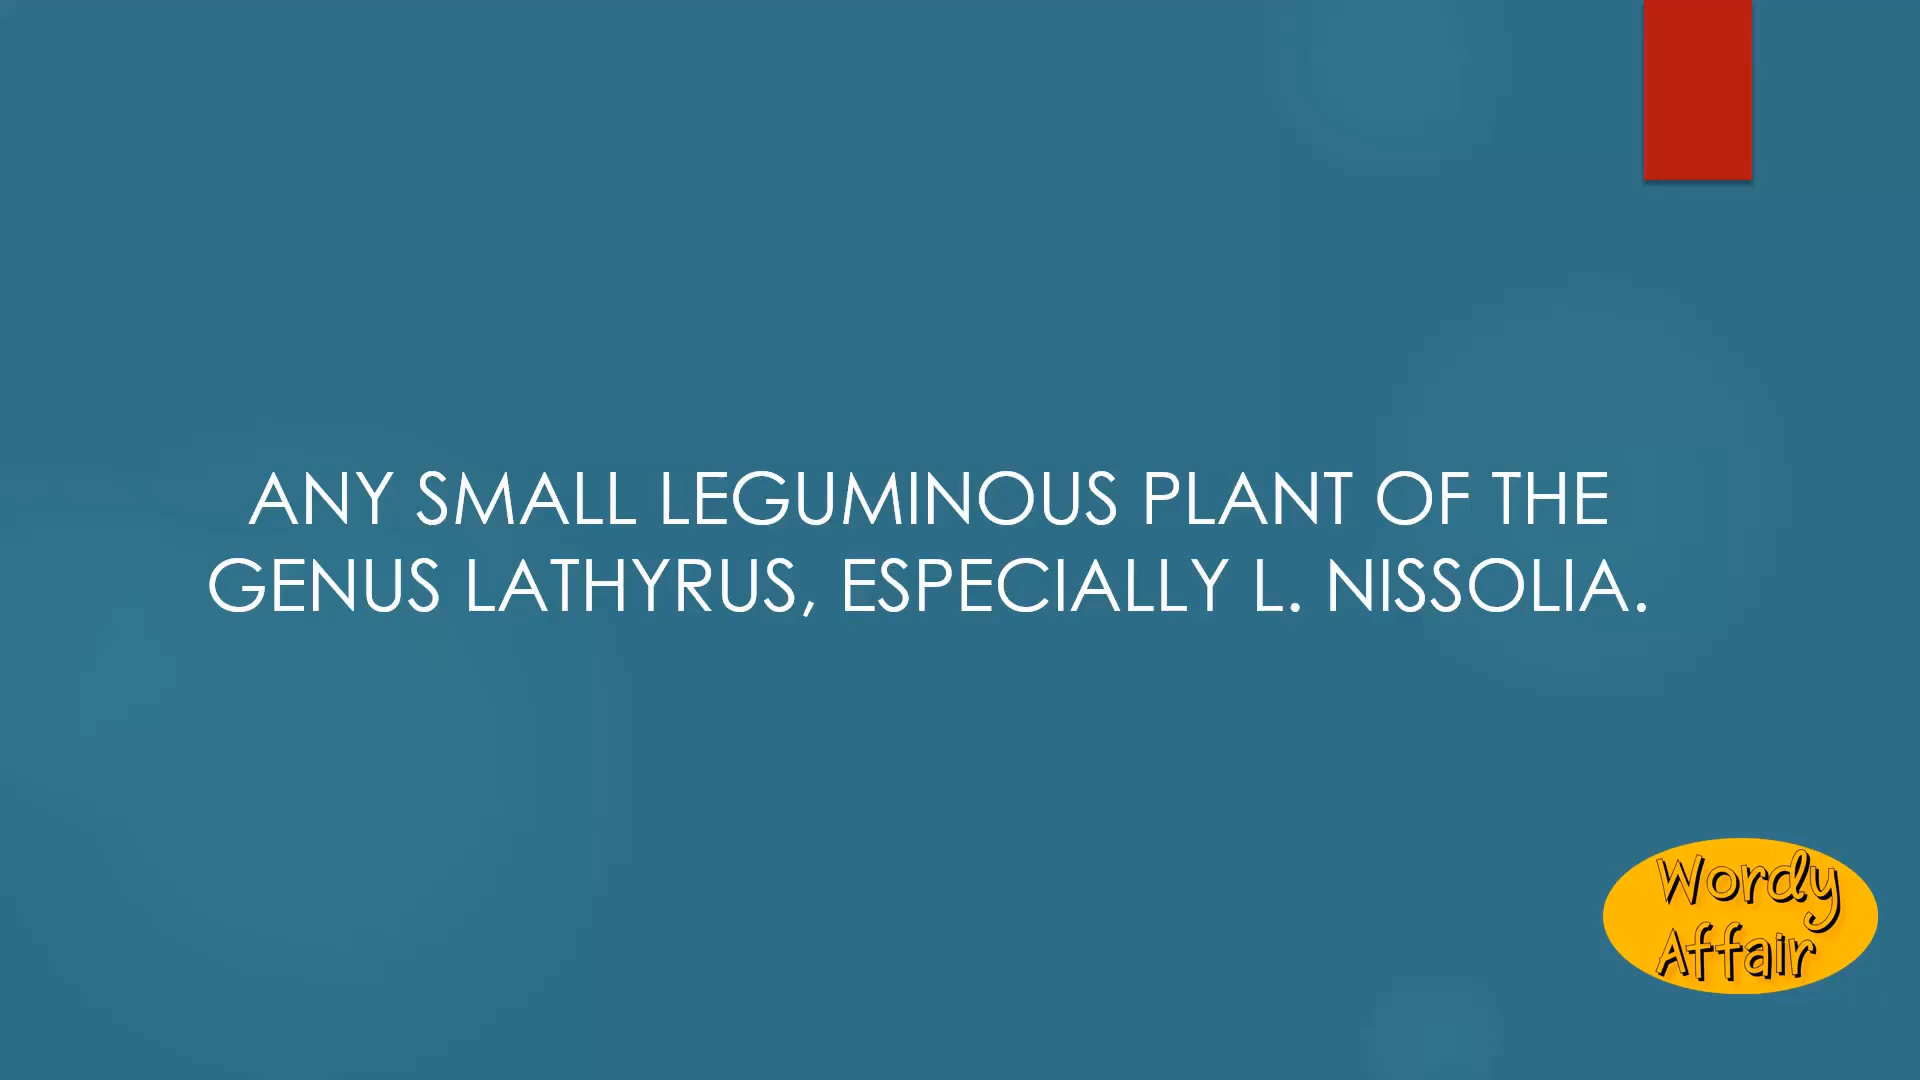 ANY SMALL LEGUMINOUS PLANT OF THE
GENUS LATHYRUS, ESPECIALLY L. NISSOLIA.
Wordy
Affair